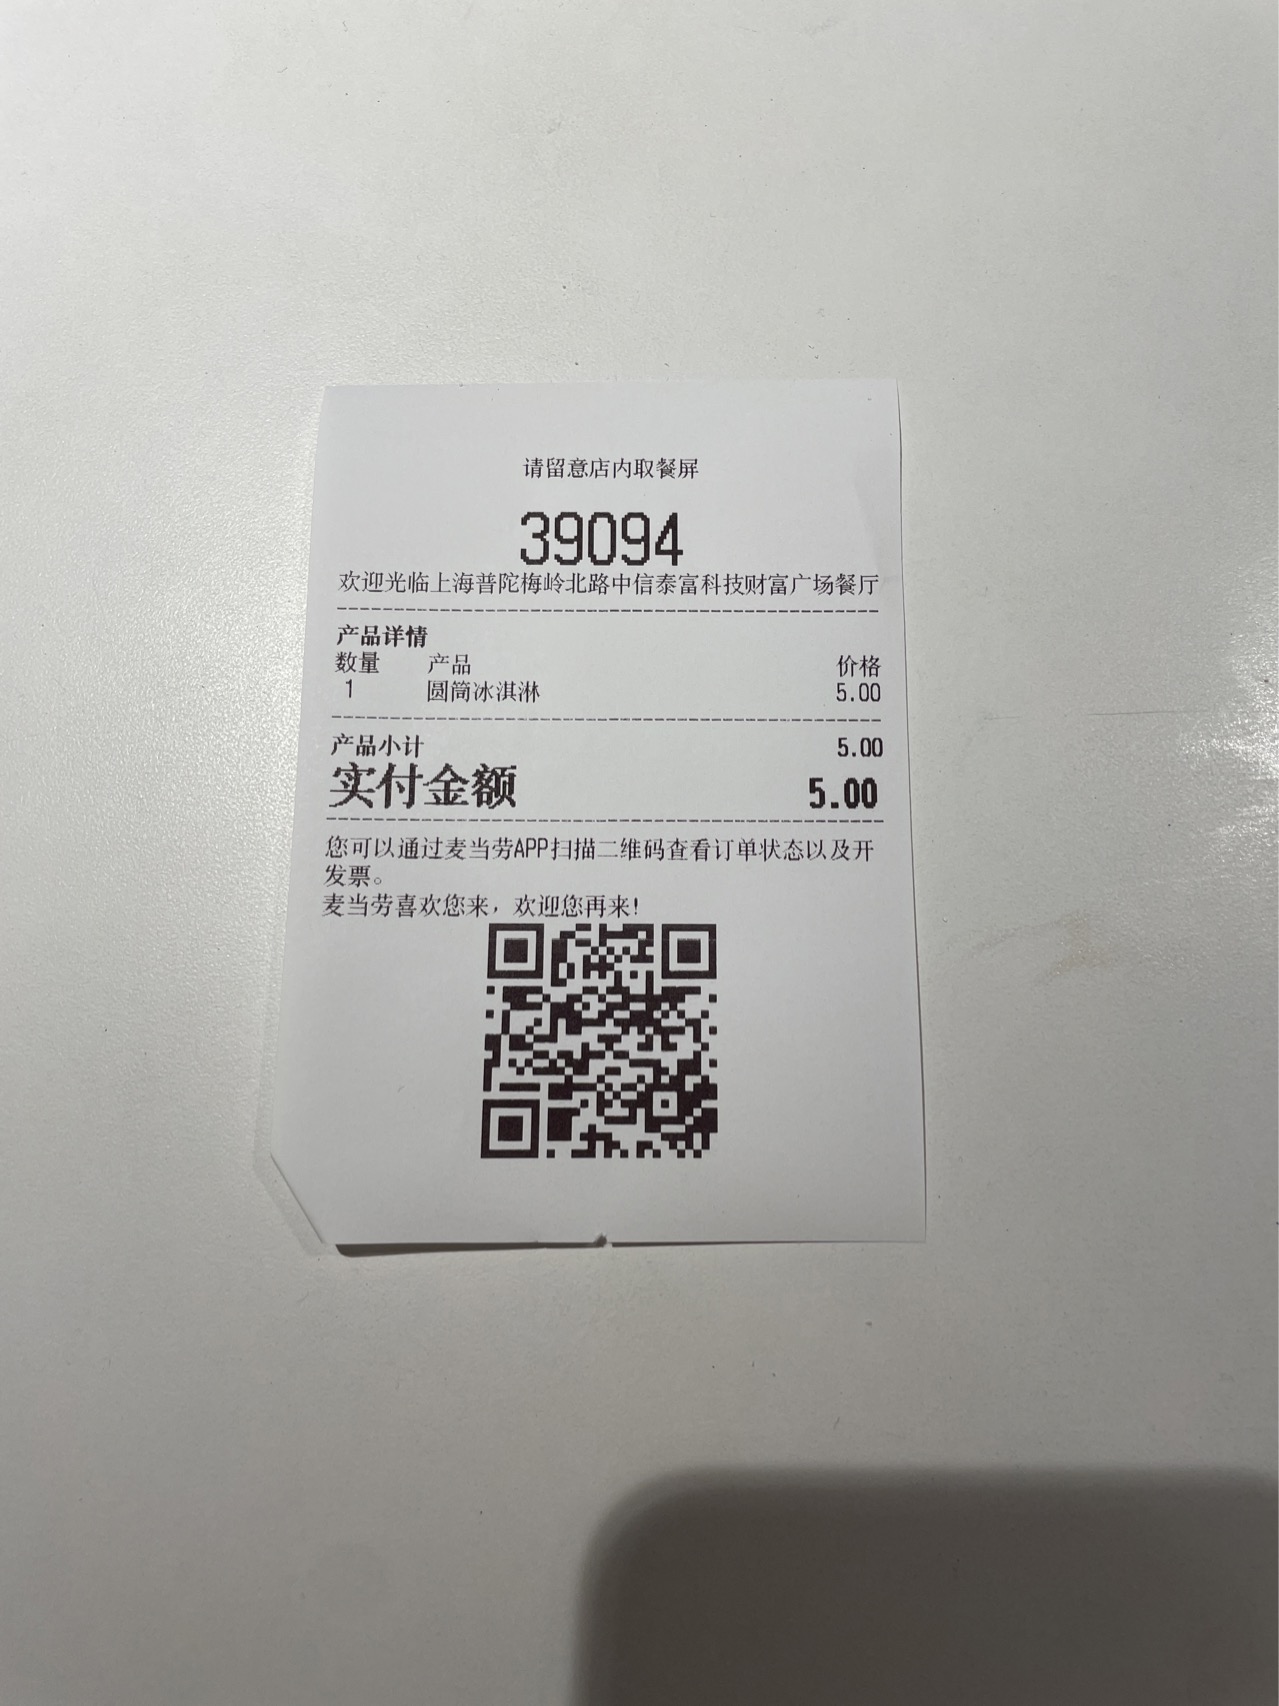 请留意店内取餐屏
39094
欢迎光临上海普陀梅岭北路中信泰富科技财富广场餐厅
产品详情
数量 产品 价格
1 圆筒冰淇淋 5.00
产品小计 5.00
实付金额 5.00
您可以通过麦当劳APP扫描二维码查看订单状态以及开
发票。
麦当劳喜欢您来，欢迎您再来!